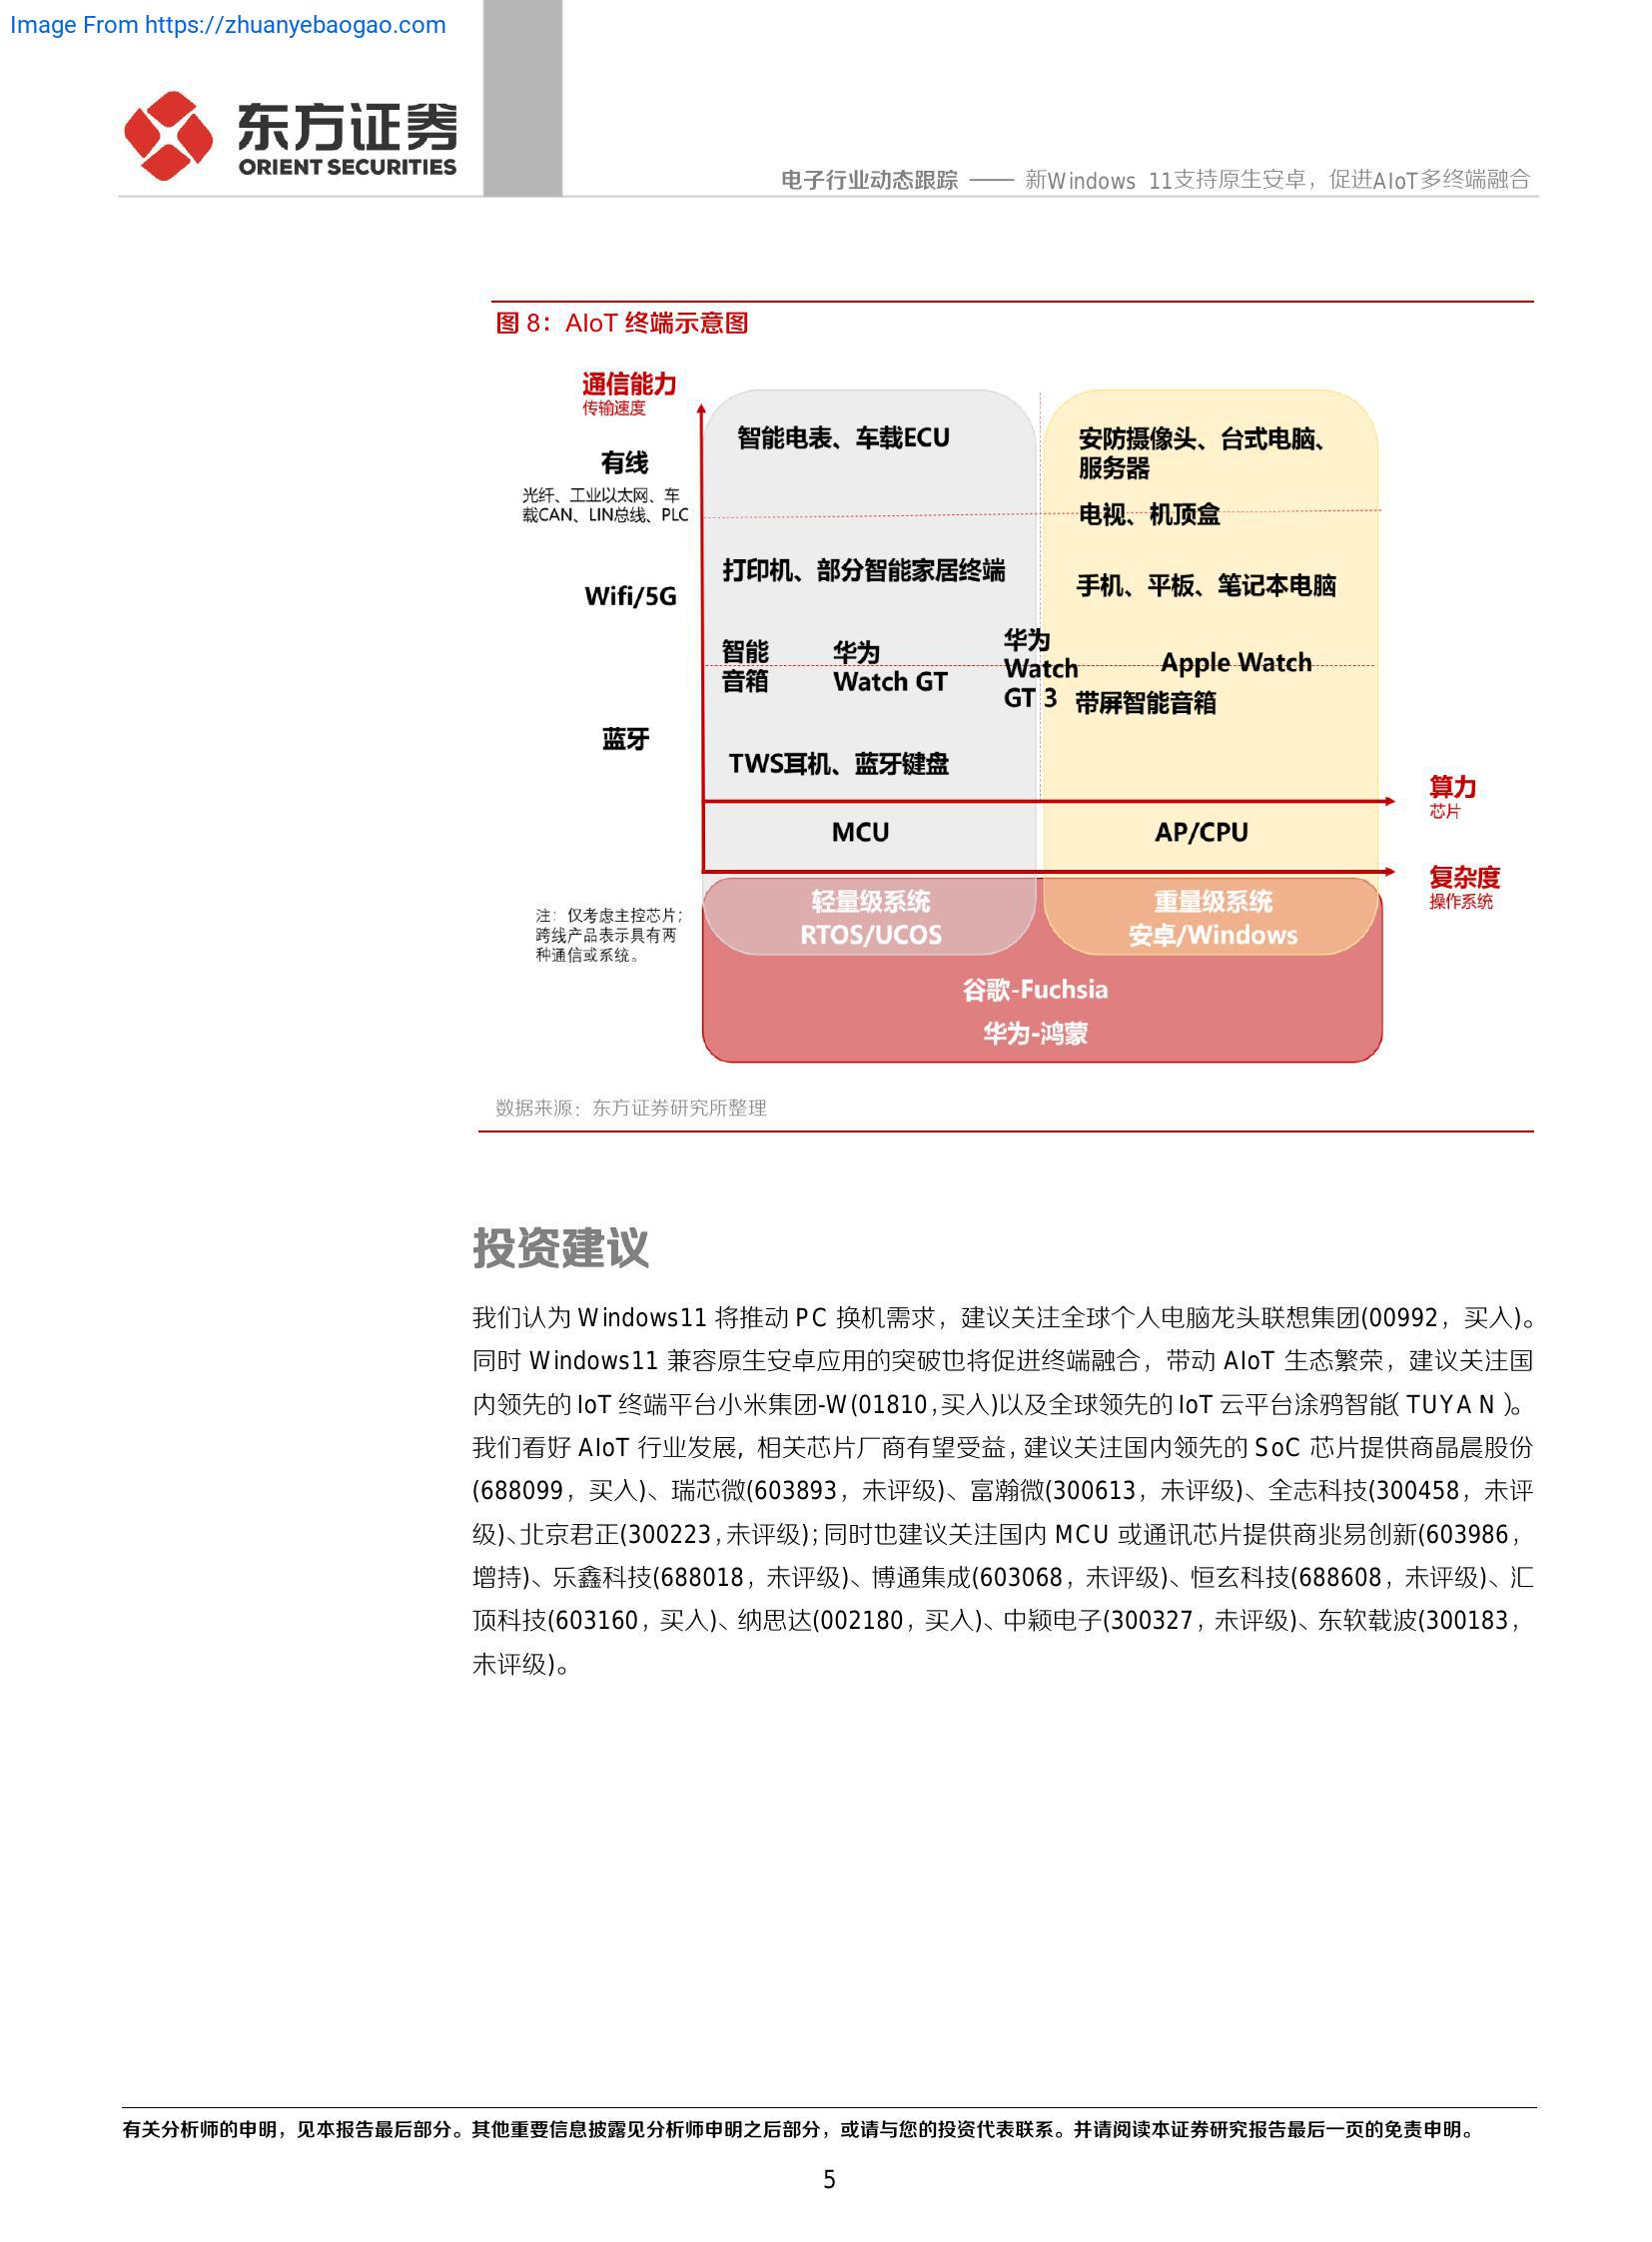 Image From https://zhuanyebaogao.com
东方证券
ORIENT SECURITIES
电子行业动态跟踪 —— 新Windows 11支持原生安卓，促进AIoT多终端融合
图 8：AIoT 终端示意图
通信能力
传输速度
智能电表、车载ECU
安防摄像头、台式电脑、
服务器
有线
光纤、工业以太网、车
载CAN、LIN总线、PLC
电视、机顶盒
打印机、部分智能家居终端
手机、平板、笔记本电脑
Wifi/5G
智能
音箱
华为
Watch GT
华为
Watch
GT 3
Apple Watch
带屏智能音箱
蓝牙
TWS耳机、蓝牙键盘
算力
芯片
MCU
AP/CPU
复杂度
操作系统
轻量级系统
RTOS/UCOS
重量级系统
安卓/Windows
注：仅考虑主控芯片；
跨线产品表示具有两
种通信或系统。
谷歌-Fuchsia
华为-鸿蒙
数据来源：东方证券研究所整理
投资建议
我们认为 Windows11 将推动 PC 换机需求，建议关注全球个人电脑龙头联想集团(00992，买入)。
同时 Windows11 兼容原生安卓应用的突破也将促进终端融合，带动 AIoT 生态繁荣，建议关注国
内领先的 IoT 终端平台小米集团-W(01810，买入)以及全球领先的 IoT 云平台涂鸦智能( TUYA N )。
我们看好 AIoT 行业发展，相关芯片厂商有望受益，建议关注国内领先的 SoC 芯片提供商晶晨股份
(688099，买入)、瑞芯微(603893，未评级)、富瀚微(300613，未评级)、全志科技(300458，未评
级)、北京君正(300223，未评级)；同时也建议关注国内 MCU 或通讯芯片提供商兆易创新(603986，
增持)、乐鑫科技(688018，未评级)、博通集成(603068，未评级)、恒玄科技(688608，未评级)、汇
顶科技(603160，买入)、纳思达(002180，买入)、中颖电子(300327，未评级)、东软载波(300183，
未评级)。
有关分析师的申明，见本报告最后部分。其他重要信息披露见分析师申明之后部分，或请与您的投资代表联系。并请阅读本证券研究报告最后一页的免责申明。
5